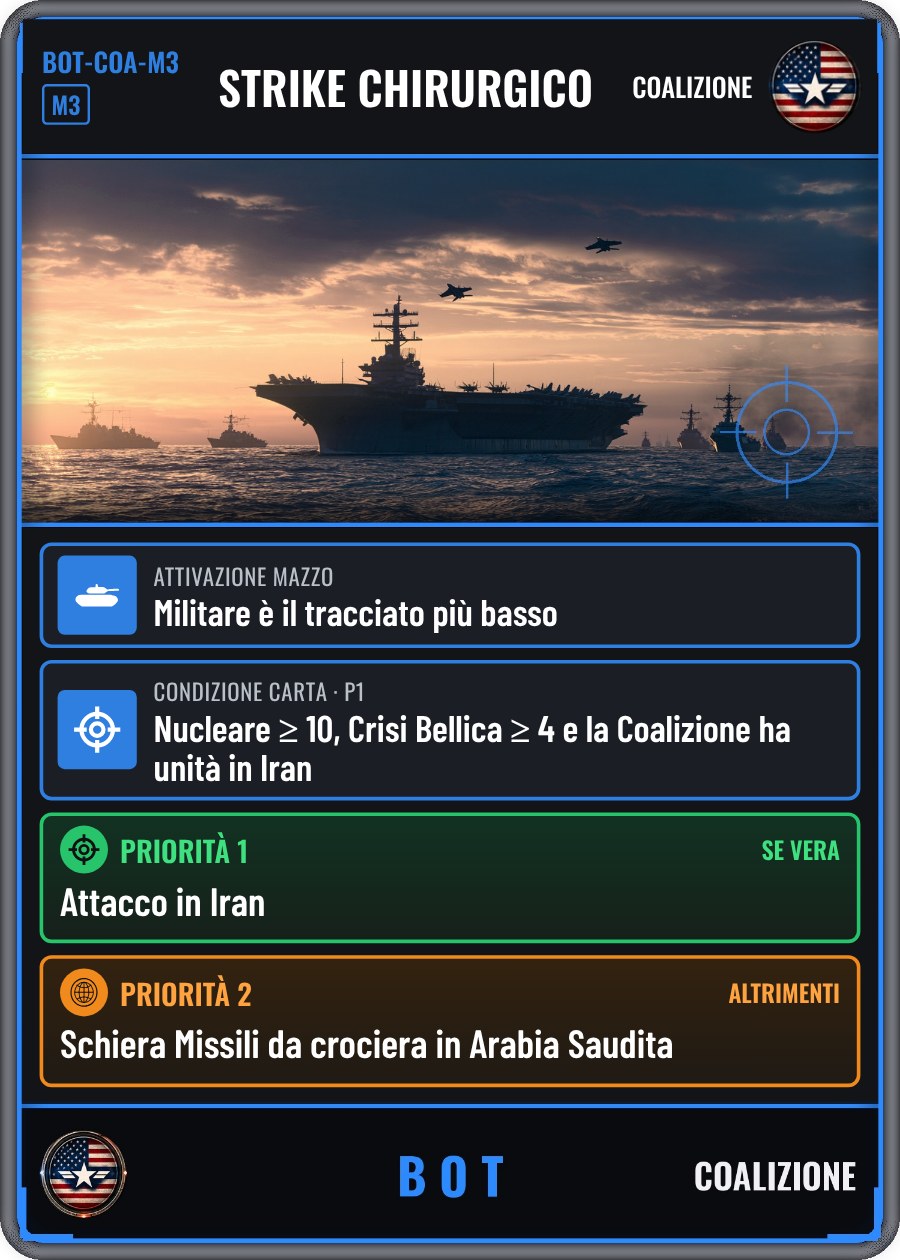 BOT-COA-M3
M3
STRIKE CHIRURGICO
COALIZIONE
ATTIVAZIONE MAZZO
Militare è il tracciato più basso
CONDIZIONE CARTA · P1
Nucleare ≥ 10, Crisi Bellica ≥ 4 e la Coalizione ha
unità in Iran
PRIORITÀ 1
SE VERA
Attacco in Iran
PRIORITÀ 2
ALTRIMENTI
Schiera Missili da crociera in Arabia Saudita
BOT
COALIZIONE